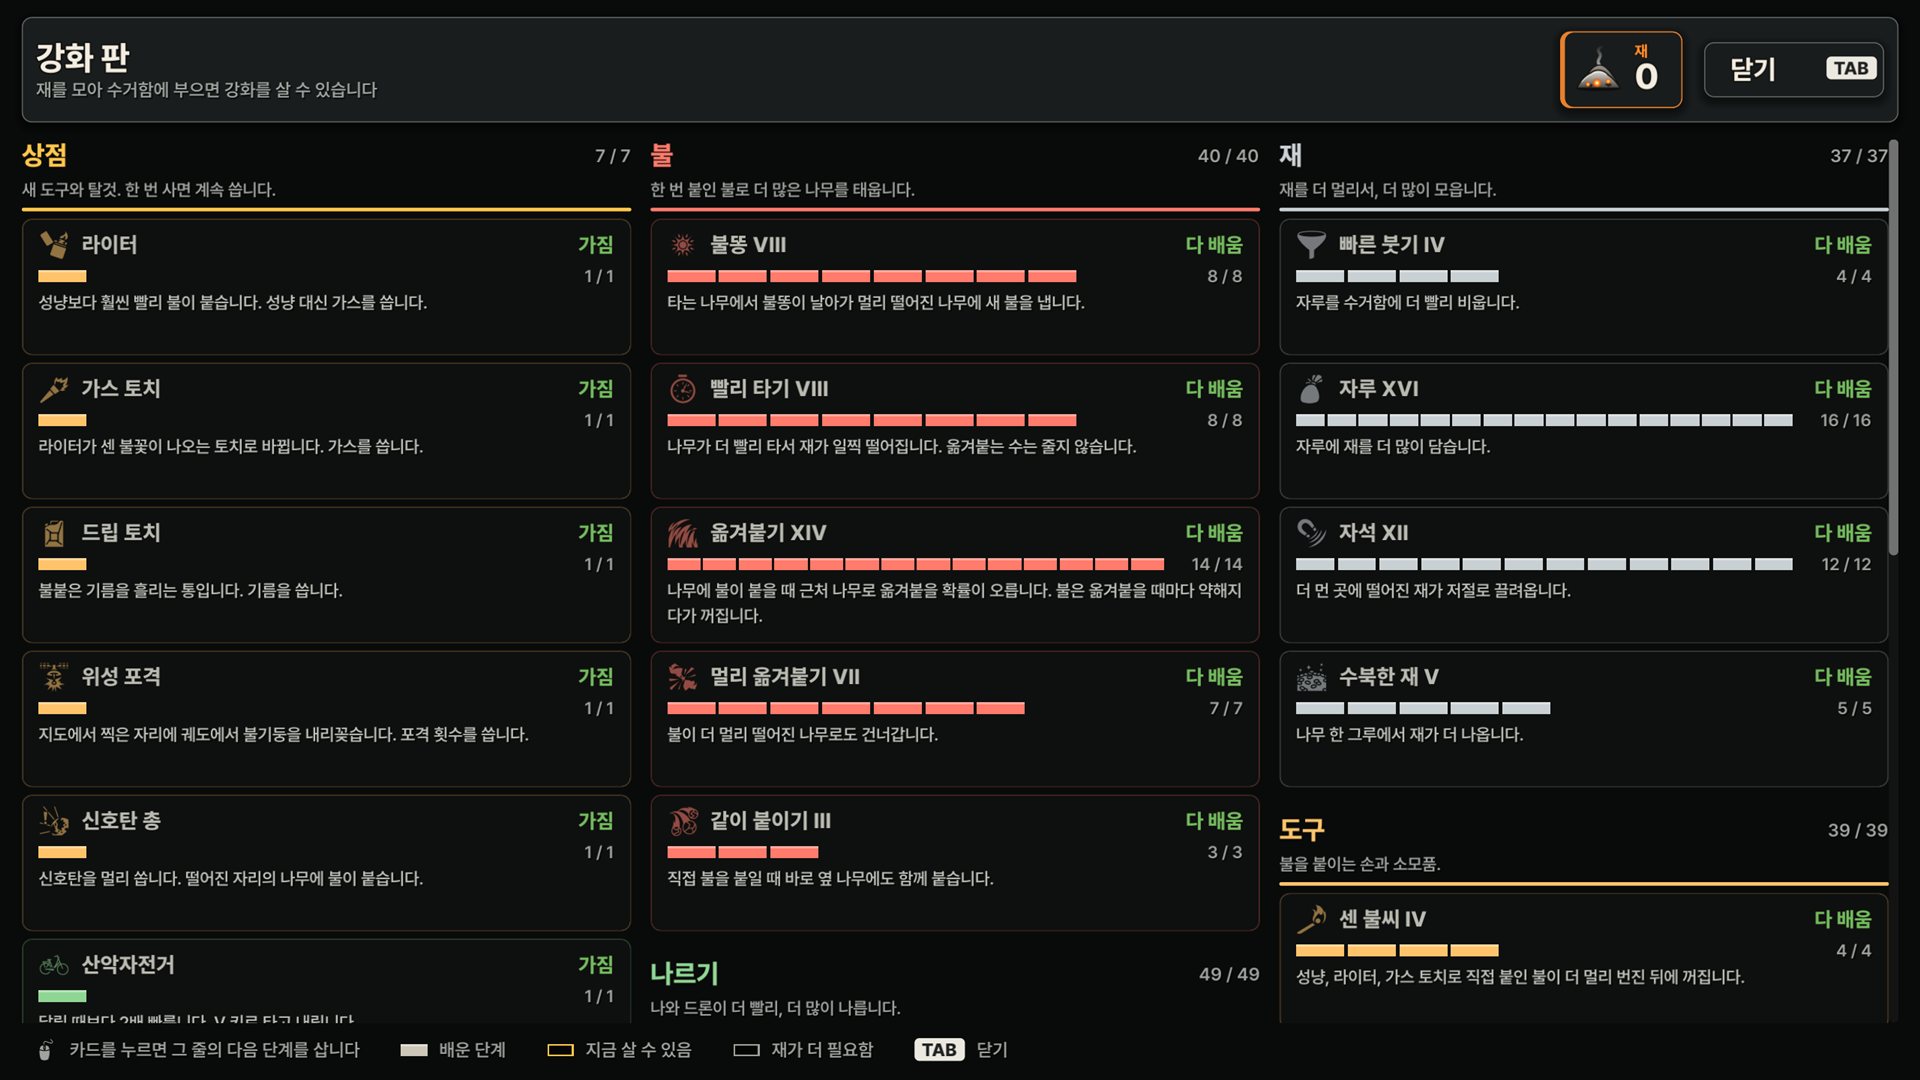 강화 판
재를 모아 수거함에 부으면 강화를 살 수 있습니다
재
0
닫기 TAB
상점 7 / 7
새 도구와 탈것. 한 번 사면 계속 씁니다.
라이터 가짐
1 / 1
성냥보다 훨씬 빨리 불이 붙습니다. 성냥 대신 가스를 씁니다.
가스 토치 가짐
1 / 1
라이터가 센 불꽃이 나오는 토치로 바뀝니다. 가스를 씁니다.
드립 토치 가짐
1 / 1
불붙은 기름을 흘리는 통입니다. 기름을 씁니다.
위성 포격 가짐
1 / 1
지도에서 찍은 자리에 궤도에서 불기둥을 내리꽂습니다. 포격 횟수를 씁니다.
신호탄 총 가짐
1 / 1
신호탄을 멀리 쏩니다. 떨어진 자리의 나무에 불이 붙습니다.
산악자전거 가짐
1 / 1
달릴 때보다 2배 빠릅니다. V 키로 타고 내립니다.
불 40 / 40
한 번 붙인 불로 더 많은 나무를 태웁니다.
불똥 VIII 다 배움
8 / 8
타는 나무에서 불똥이 날아가 멀리 떨어진 나무에 새 불을 냅니다.
빨리 타기 VIII 다 배움
8 / 8
나무가 더 빨리 타서 재가 일찍 떨어집니다. 옮겨붙는 수는 줄지 않습니다.
옮겨붙기 XIV 다 배움
14 / 14
나무에 불이 붙을 때 근처 나무로 옮겨붙을 확률이 오릅니다. 불은 옮겨붙을 때마다 약해지
다가 꺼집니다.
멀리 옮겨붙기 VII 다 배움
7 / 7
불이 더 멀리 떨어진 나무로도 건너갑니다.
같이 붙이기 III 다 배움
3 / 3
직접 불을 붙일 때 바로 옆 나무에도 함께 붙습니다.
나르기 49 / 49
나와 드론이 더 빨리, 더 많이 나릅니다.
재 37 / 37
재를 더 멀리서, 더 많이 모읍니다.
빠른 붓기 IV 다 배움
4 / 4
자루를 수거함에 더 빨리 비웁니다.
자루 XVI 다 배움
16 / 16
자루에 재를 더 많이 담습니다.
자석 XII 다 배움
12 / 12
더 먼 곳에 떨어진 재가 저절로 끌려옵니다.
수북한 재 V 다 배움
5 / 5
나무 한 그루에서 재가 더 나옵니다.
도구 39 / 39
불을 붙이는 손과 소모품.
센 불씨 IV 다 배움
4 / 4
성냥, 라이터, 가스 토치로 직접 붙인 불이 더 멀리 번진 뒤에 꺼집니다.
카드를 누르면 그 줄의 다음 단계를 삽니다 배운 단계 지금 살 수 있음 재가 더 필요함 TAB 닫기